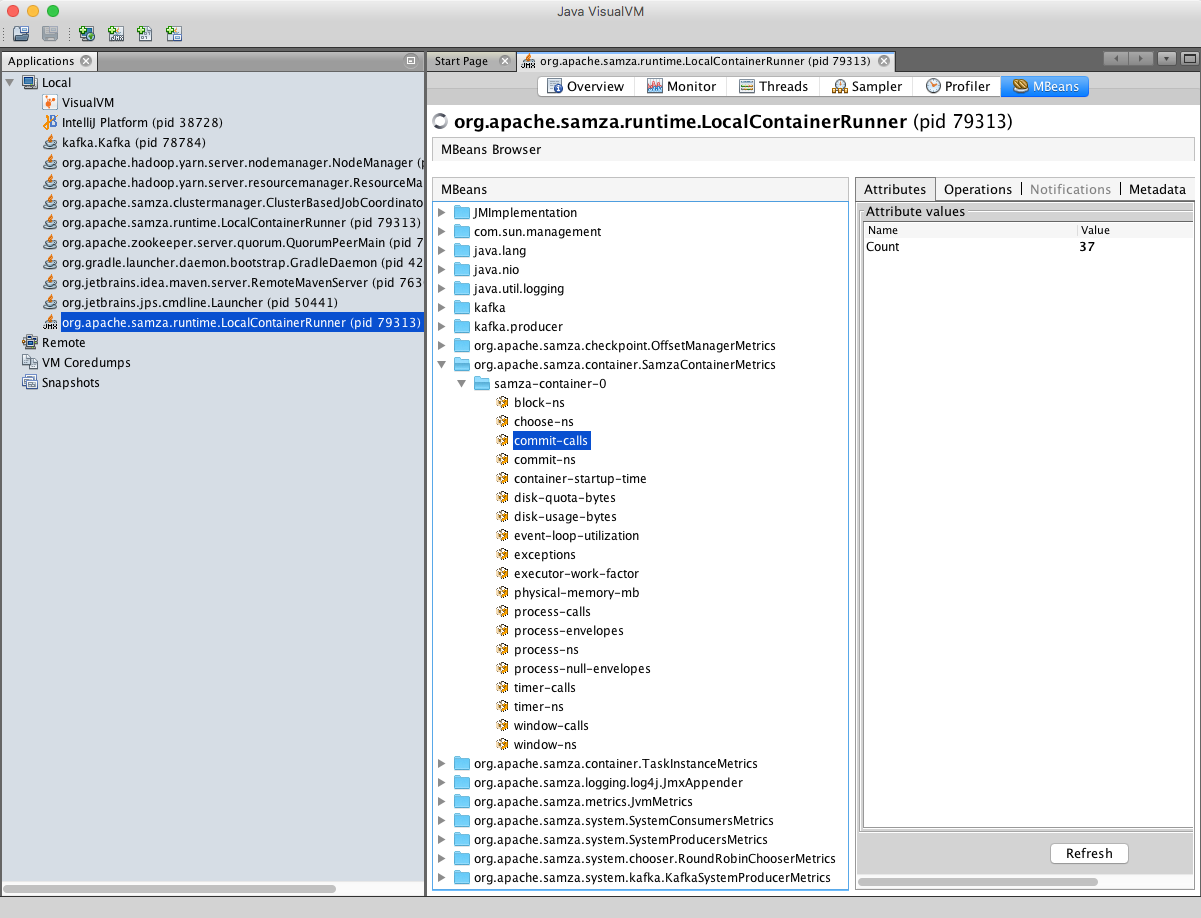 Java VisualVM
Applications
Local
VisualVM
IntelliJ Platform (pid 38728)
kafka.Kafka (pid 78784)
org.apache.hadoop.yarn.server.nodemanager.NodeManager (p
org.apache.hadoop.yarn.server.resourcemanager.ResourceMa
org.apache.samza.clustermanager.ClusterBasedJobCoordinato
org.apache.samza.runtime.LocalContainerRunner (pid 79313)
org.apache.zookeeper.server.quorum.QuorumPeerMain (pid 7
org.gradle.launcher.daemon.bootstrap.GradleDaemon (pid 42
org.jetbrains.idea.maven.server.RemoteMavenServer (pid 763
org.jetbrains.jps.cmdline.Launcher (pid 50441)
JMX org.apache.samza.runtime.LocalContainerRunner (pid 79313)
Remote
VM Coredumps
Snapshots
Start Page
JMX org.apache.samza.runtime.LocalContainerRunner (pid 79313)
Overview Monitor Threads Sampler Profiler MBeans
org.apache.samza.runtime.LocalContainerRunner (pid 79313)
MBeans Browser
MBeans
JMImplementation
com.sun.management
java.lang
java.nio
java.util.logging
kafka
kafka.producer
org.apache.samza.checkpoint.OffsetManagerMetrics
org.apache.samza.container.SamzaContainerMetrics
samza-container-0
block-ns
choose-ns
commit-calls
commit-ns
container-startup-time
disk-quota-bytes
disk-usage-bytes
event-loop-utilization
exceptions
executor-work-factor
physical-memory-mb
process-calls
process-envelopes
process-ns
process-null-envelopes
timer-calls
timer-ns
window-calls
window-ns
org.apache.samza.container.TaskInstanceMetrics
org.apache.samza.logging.log4j.JmxAppender
org.apache.samza.metrics.JvmMetrics
org.apache.samza.system.SystemConsumersMetrics
org.apache.samza.system.SystemProducersMetrics
org.apache.samza.system.chooser.RoundRobinChooserMetrics
org.apache.samza.system.kafka.KafkaSystemProducerMetrics
Attributes Operations Notifications Metadata
Attribute values
Name Value
Count 37
Refresh